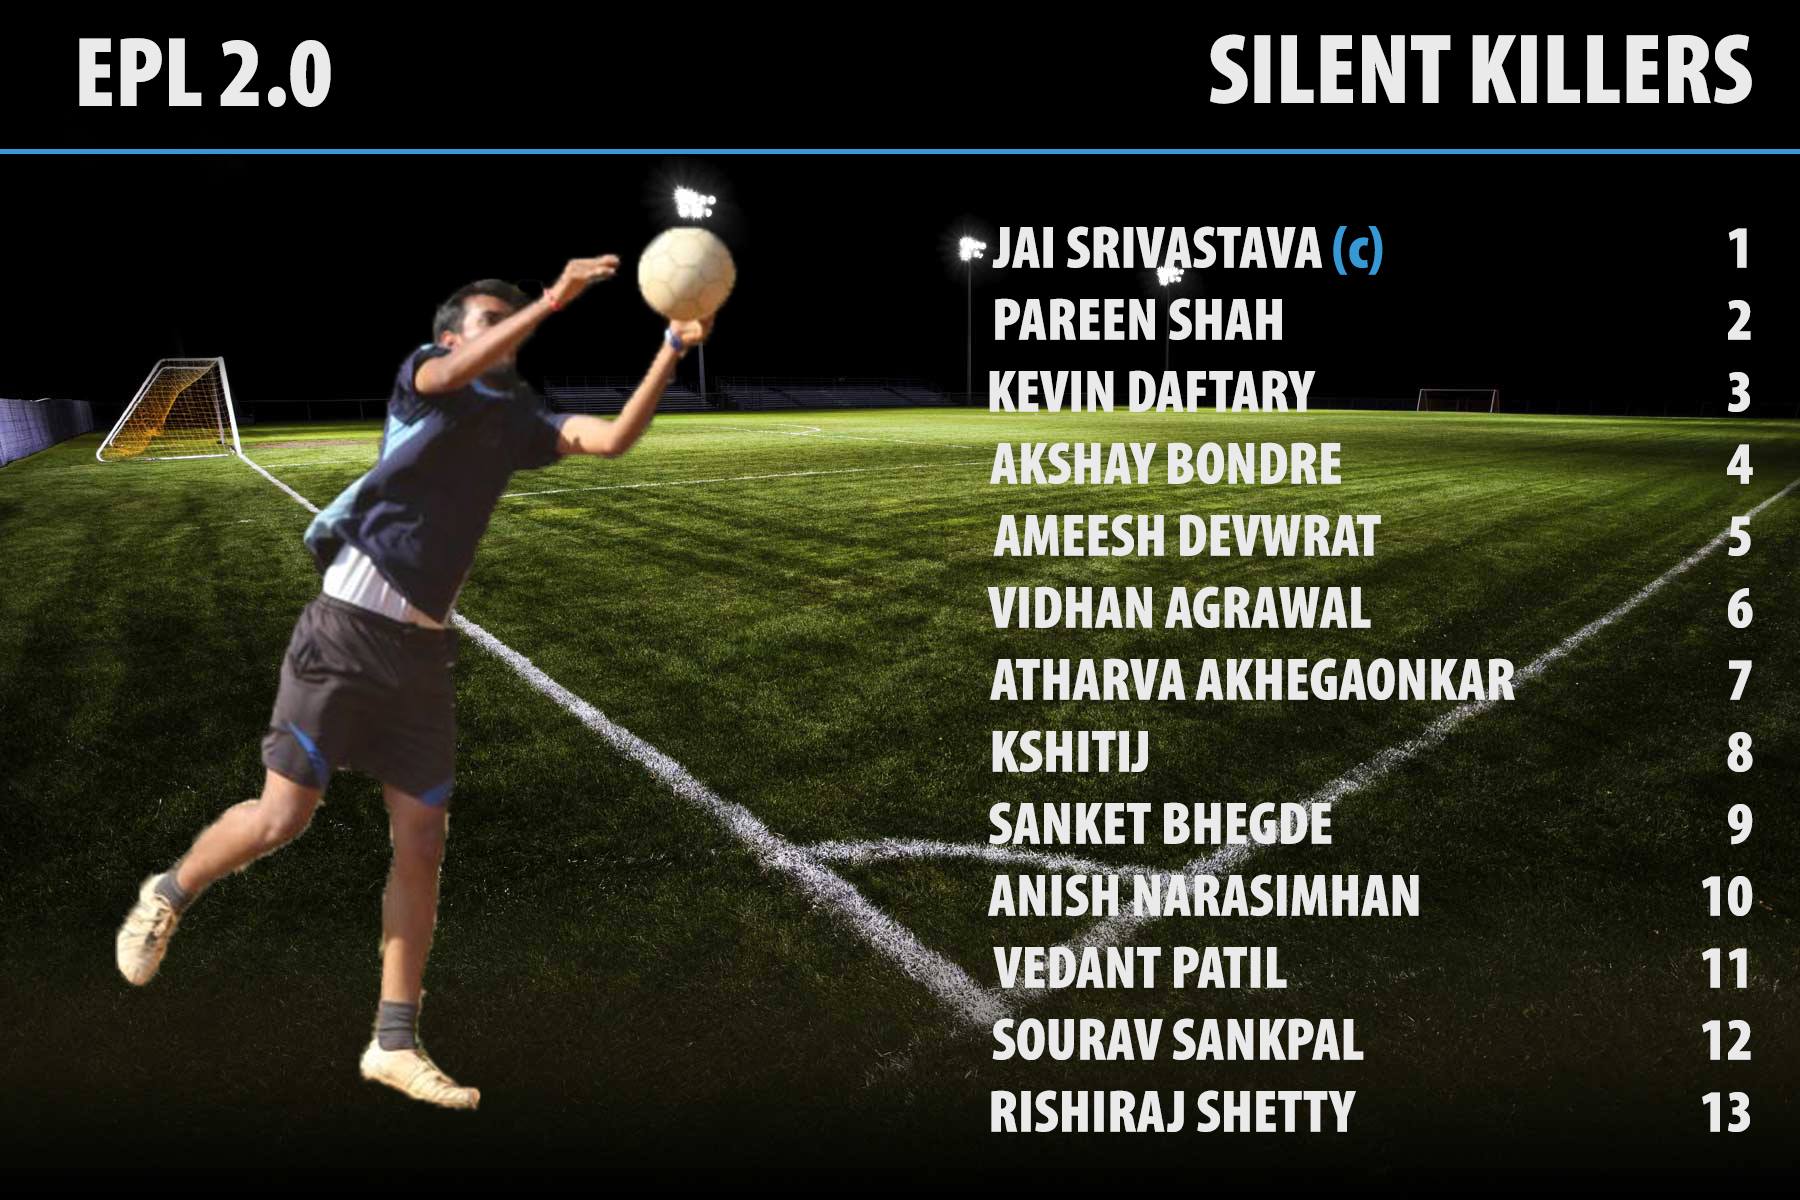 EPL 2.0
SILENT KILLERS
JAI SRIVASTAVA (c) 1
PAREEN SHAH 2
KEVIN DAFTARY 3
AKSHAY BONDRE 4
AMEESH DEVWRAT 5
VIDHAN AGRAWAL 6
ATHARVA AKHEGAONKAR 7
KSHITIJ 8
SANKET BHEGDE 9
ANISH NARASIMHAN 10
VEDANT PATIL 11
SOURAV SANKPAL 12
RISHIRAJ SHETTY 13